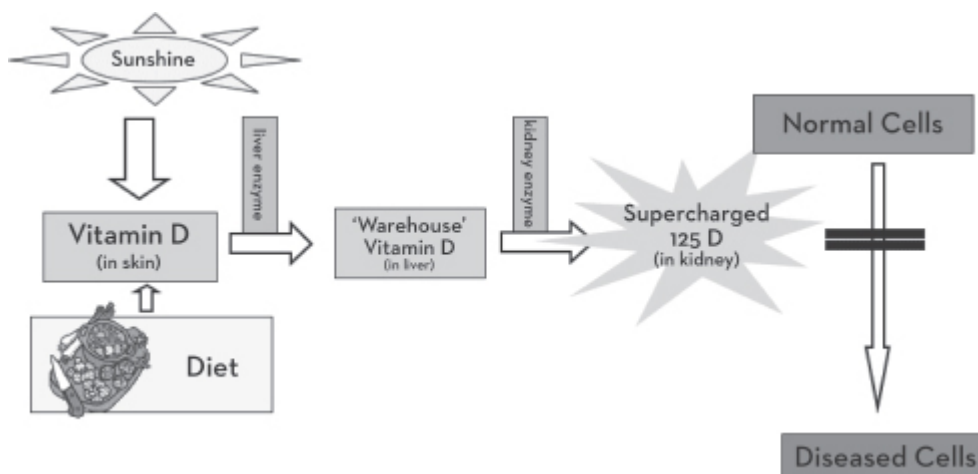 Sunshine
liver enzyme
kidney enzyme
Normal Cells
Vitamin D
(in skin)
'Warehouse'
Vitamin D
(in liver)
Supercharged
125 D
(in kidney)
Diet
Diseased Cells